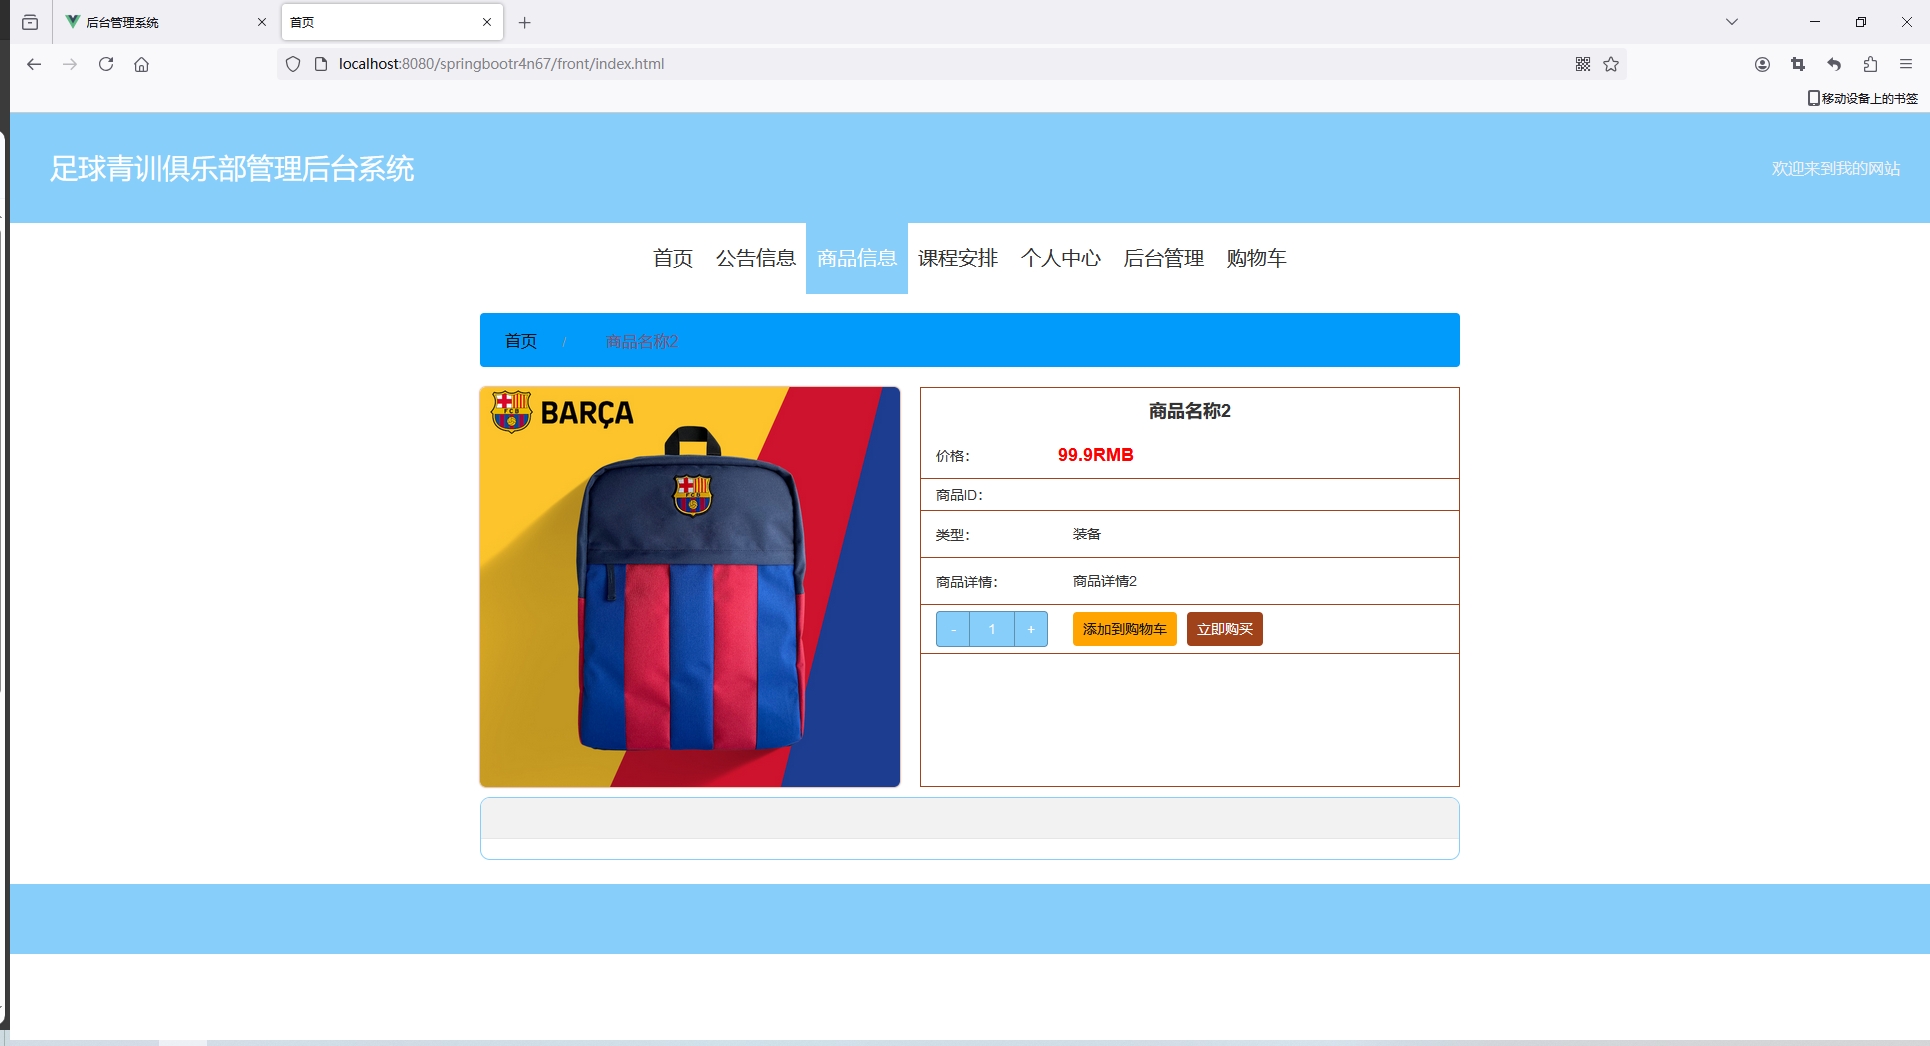 后台管理系统
首页
localhost:8080/springbootr4n67/front/index.html
移动设备上的书签
足球青训俱乐部管理后台系统
欢迎来到我的网站
首页 公告信息 商品信息 课程安排 个人中心 后台管理 购物车
首页 / 商品名称2
BARÇA
FCB
FCB
商品名称2
价格： 99.9RMB
商品ID：
类型： 装备
商品详情： 商品详情2
- 1 + 添加到购物车 立即购买